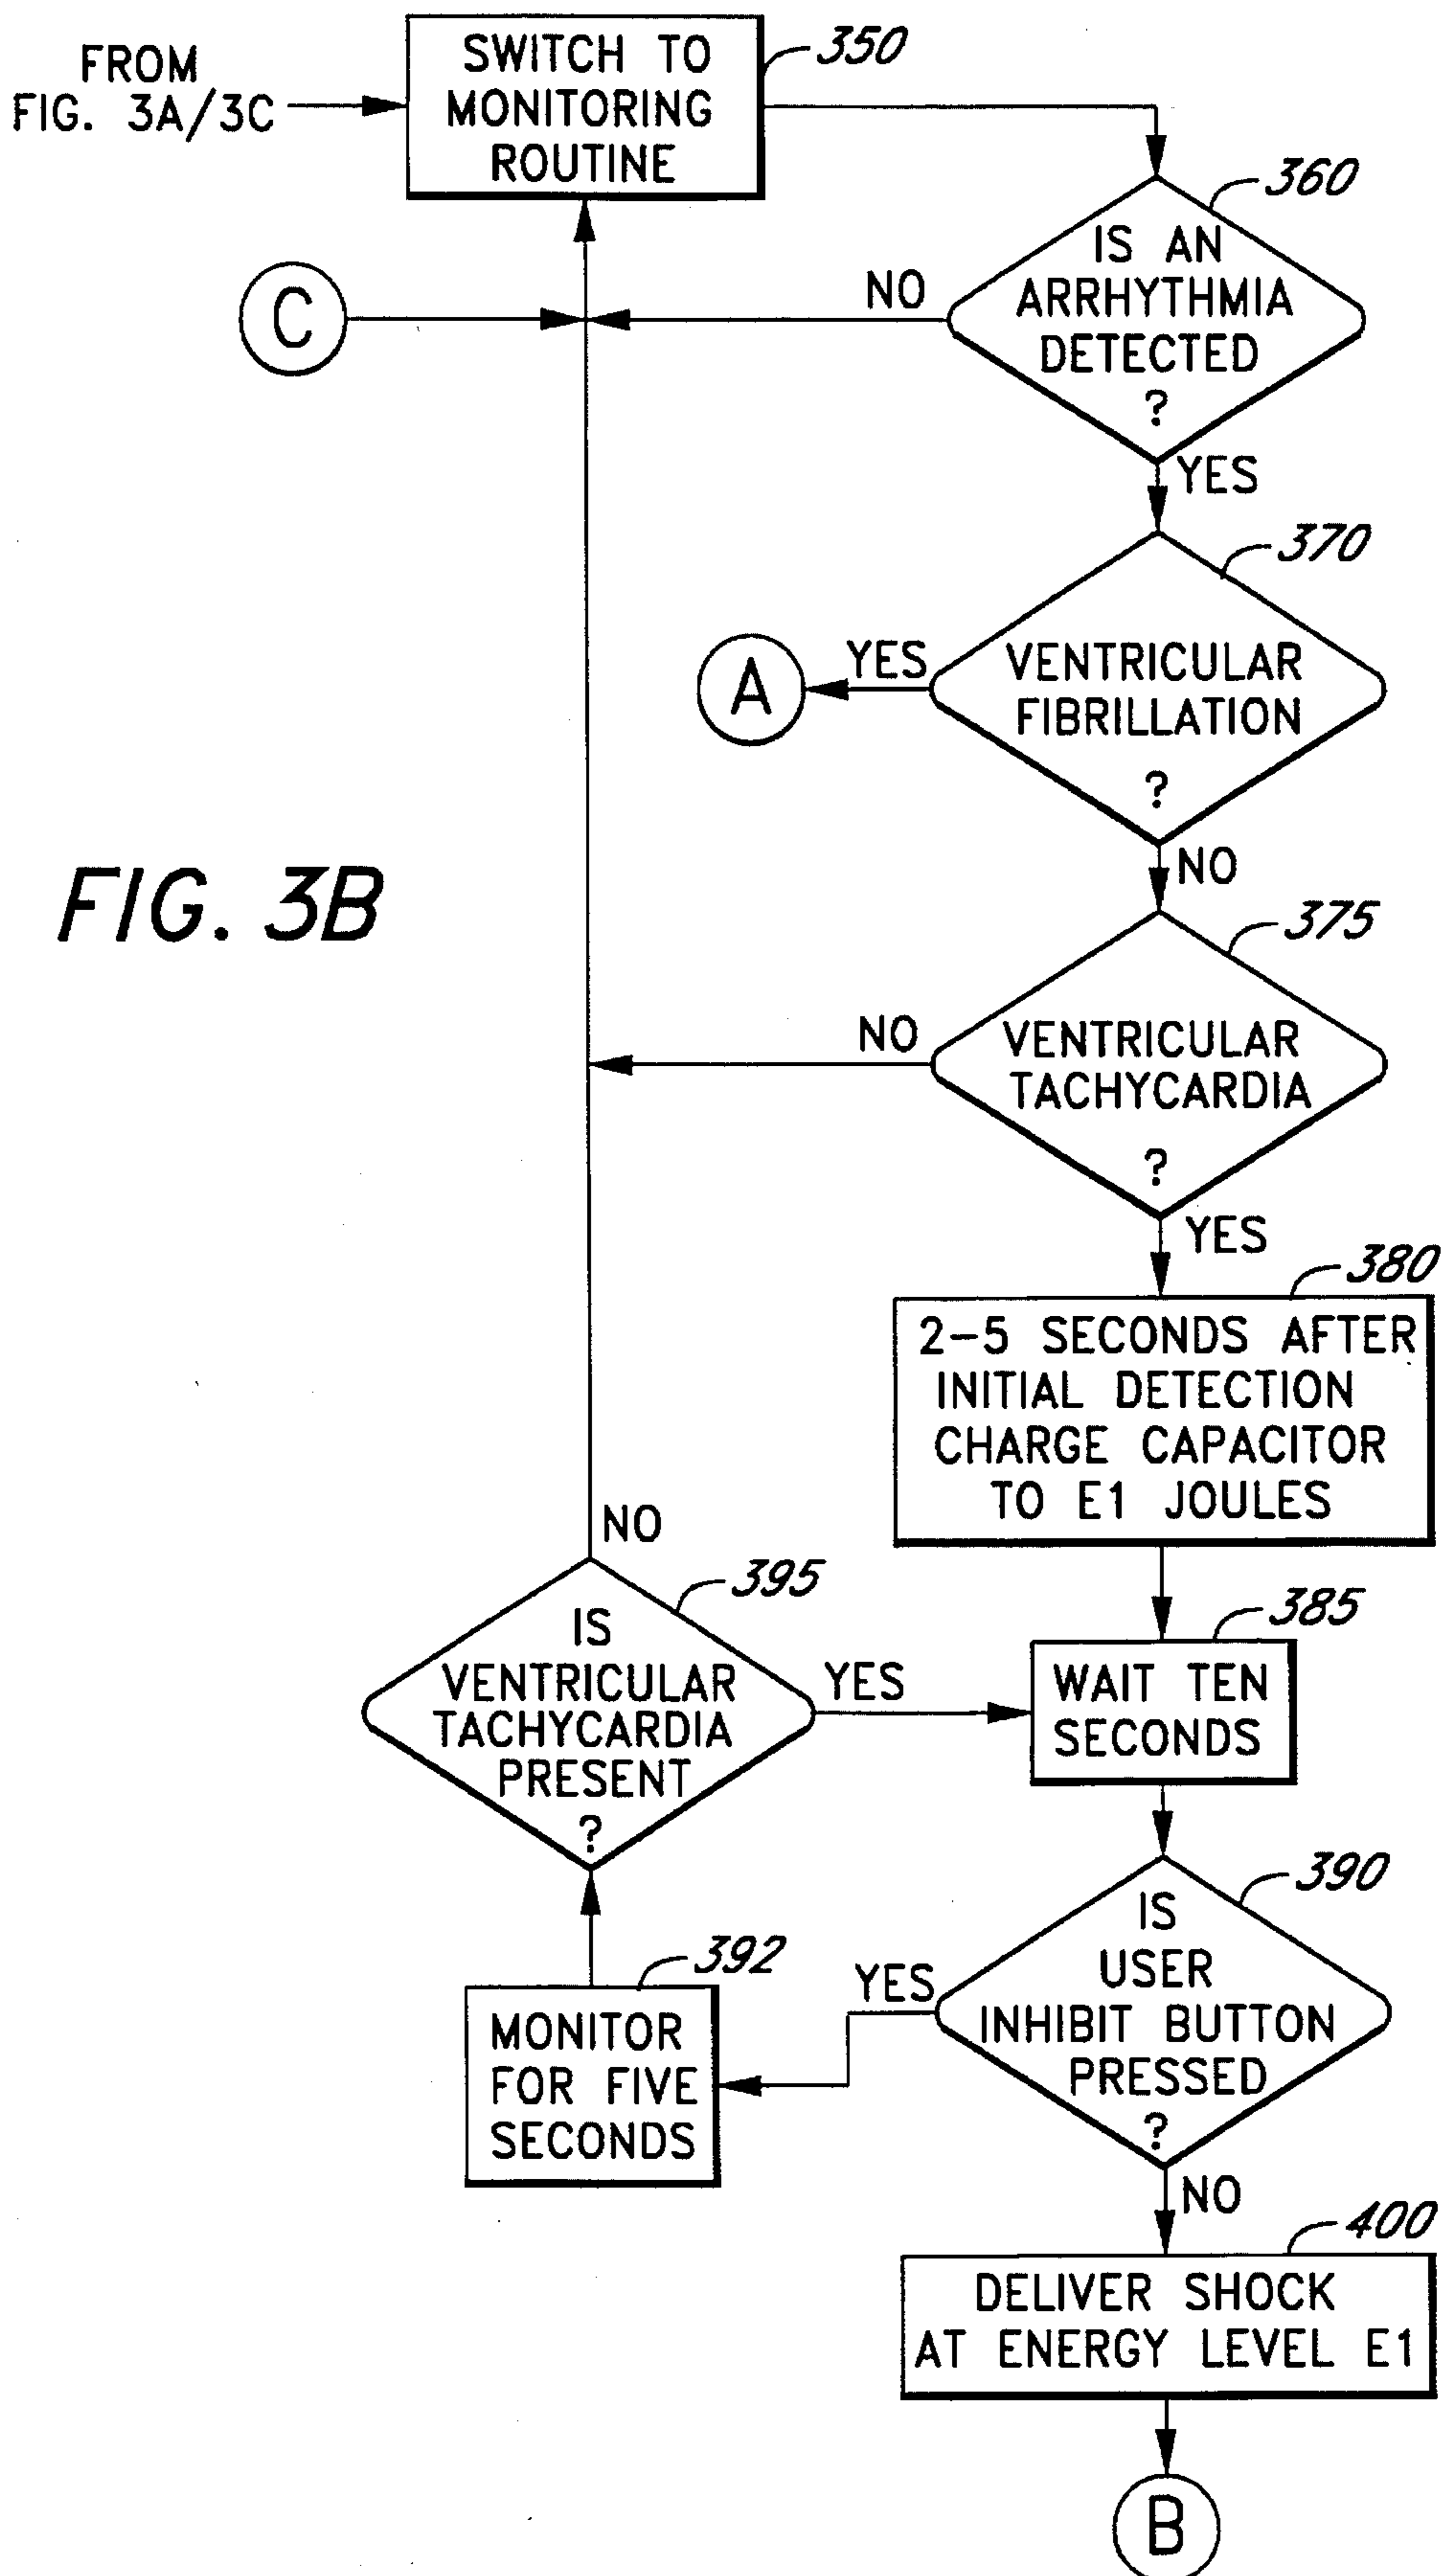 FROM
FIG. 3A/3C
SWITCH TO
MONITORING
ROUTINE
350
360
IS AN
ARRHYTHMIA
DETECTED
?
NO
C
YES
370
VENTRICULAR
FIBRILLATION
?
YES
A
NO
FIG. 3B
375
VENTRICULAR
TACHYCARDIA
?
NO
YES
380
2-5 SECONDS AFTER
INITIAL DETECTION
CHARGE CAPACITOR
TO E1 JOULES
NO
395
IS
VENTRICULAR
TACHYCARDIA
PRESENT
?
YES
385
WAIT TEN
SECONDS
390
IS
USER
INHIBIT BUTTON
PRESSED
?
YES
392
MONITOR
FOR FIVE
SECONDS
NO
400
DELIVER SHOCK
AT ENERGY LEVEL E1
B